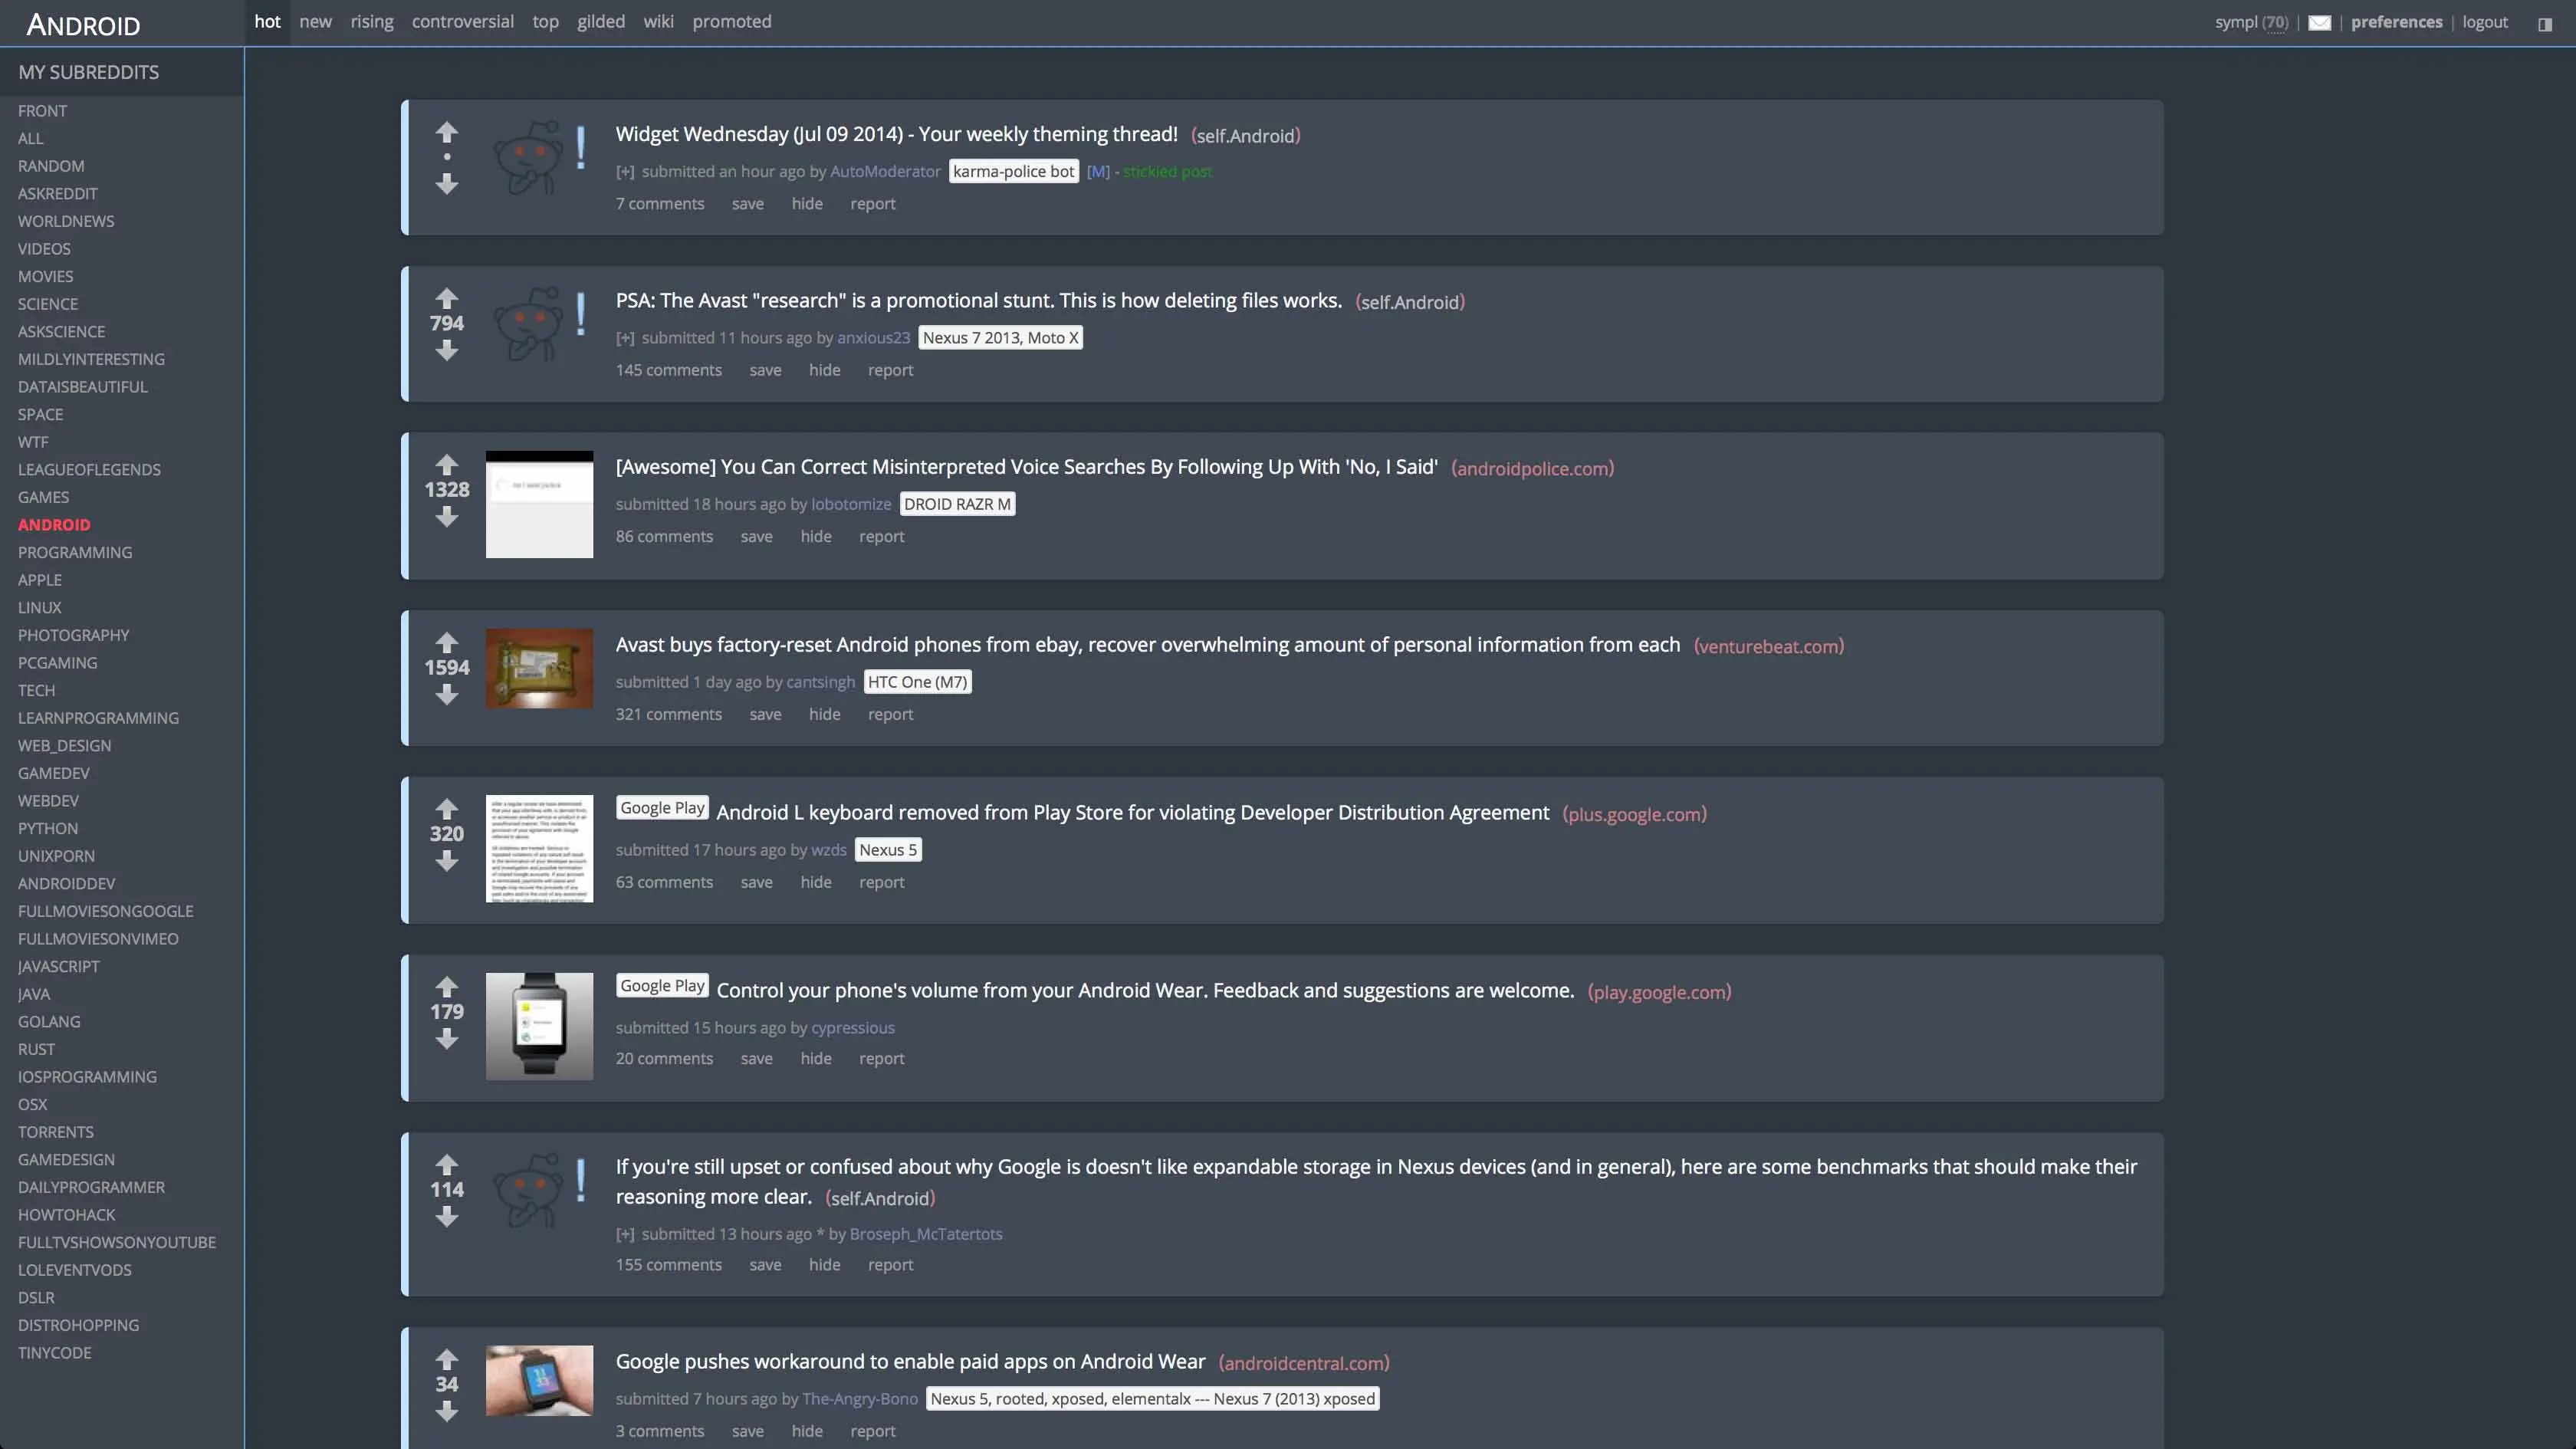 ANDROID
hot new rising controversial top gilded wiki promoted
sympl (70) | | preferences | logout
MY SUBREDDITS
FRONT
ALL
RANDOM
ASKREDDIT
WORLDNEWS
VIDEOS
MOVIES
SCIENCE
ASKSCIENCE
MILDLYINTERESTING
DATAISBEAUTIFUL
SPACE
WTF
LEAGUEOFLEGENDS
GAMES
ANDROID
PROGRAMMING
APPLE
LINUX
PHOTOGRAPHY
PCGAMING
TECH
LEARNPROGRAMMING
WEB_DESIGN
GAMEDEV
WEBDEV
PYTHON
UNIXPORN
ANDROIDDEV
FULLMOVIESONGOOGLE
FULLMOVIESONVIMEO
JAVASCRIPT
JAVA
GOLANG
RUST
IOSPROGRAMMING
OSX
TORRENTS
GAMEDESIGN
DAILYPROGRAMMER
HOWTOHACK
FULLTVSHOWSONYOUTUBE
LOLEVENTVODS
DSLR
DISTROHOPPING
TINYCODE
•
Widget Wednesday (Jul 09 2014) - Your weekly theming thread! (self.Android)
[+] submitted an hour ago by AutoModerator karma-police bot [M] - stickied post
7 comments save hide report
794
PSA: The Avast "research" is a promotional stunt. This is how deleting files works. (self.Android)
[+] submitted 11 hours ago by anxious23 Nexus 7 2013, Moto X
145 comments save hide report
1328
[Awesome] You Can Correct Misinterpreted Voice Searches By Following Up With 'No, I Said' (androidpolice.com)
submitted 18 hours ago by lobotomize DROID RAZR M
86 comments save hide report
1594
Avast buys factory-reset Android phones from ebay, recover overwhelming amount of personal information from each (venturebeat.com)
submitted 1 day ago by cantsingh HTC One (M7)
321 comments save hide report
320
Google Play Android L keyboard removed from Play Store for violating Developer Distribution Agreement (plus.google.com)
submitted 17 hours ago by wzds Nexus 5
63 comments save hide report
179
Google Play Control your phone's volume from your Android Wear. Feedback and suggestions are welcome. (play.google.com)
submitted 15 hours ago by cypressious
20 comments save hide report
114
If you're still upset or confused about why Google is doesn't like expandable storage in Nexus devices (and in general), here are some benchmarks that should make their
reasoning more clear. (self.Android)
[+] submitted 13 hours ago * by Broseph_McTatertots
155 comments save hide report
34
Google pushes workaround to enable paid apps on Android Wear (androidcentral.com)
submitted 7 hours ago by The-Angry-Bono Nexus 5, rooted, xposed, elementalx --- Nexus 7 (2013) xposed
3 comments save hide report